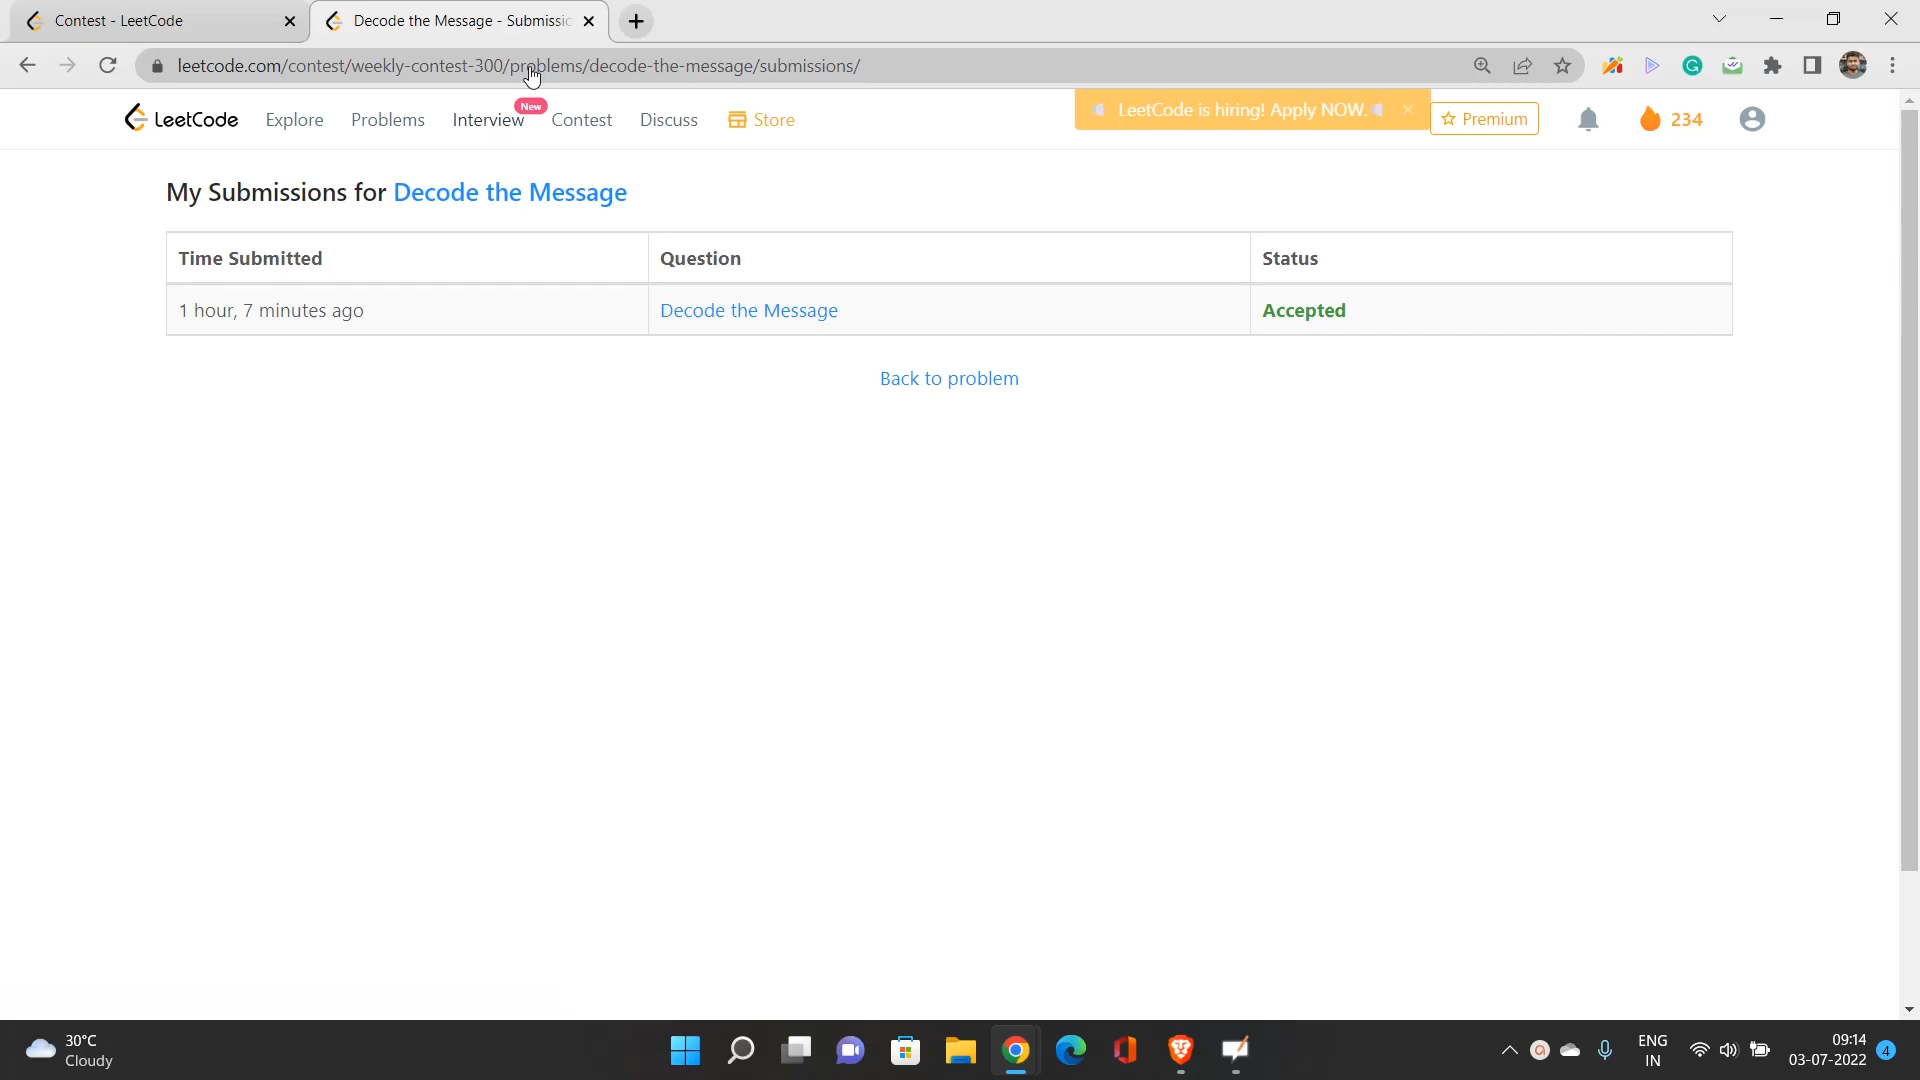 Contest - LeetCode
Decode the Message - Submissic
leetcode.com/contest/weekly-contest-300/problems/decode-the-message/submissions/
LeetCode Explore Problems Interview New Contest Discuss Store
LeetCode is hiring! Apply NOW.
Premium
234
My Submissions for Decode the Message
Time Submitted Question Status
1 hour, 7 minutes ago Decode the Message Accepted
Back to problem
30°C
Cloudy
ENG
IN
09:14
03-07-2022
4